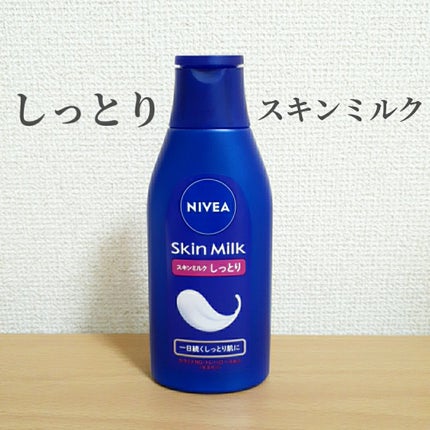 しっとり
スキンミルク
NIVEA
Skin Milk
スキンミルク しっとり
一日続くしっとり肌に